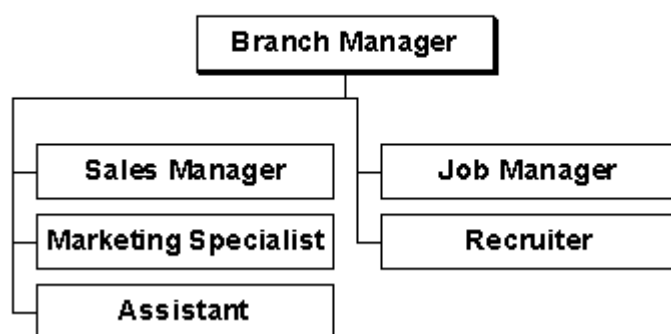 Branch Manager
Sales Manager
Job Manager
Marketing Specialist
Recruiter
Assistant